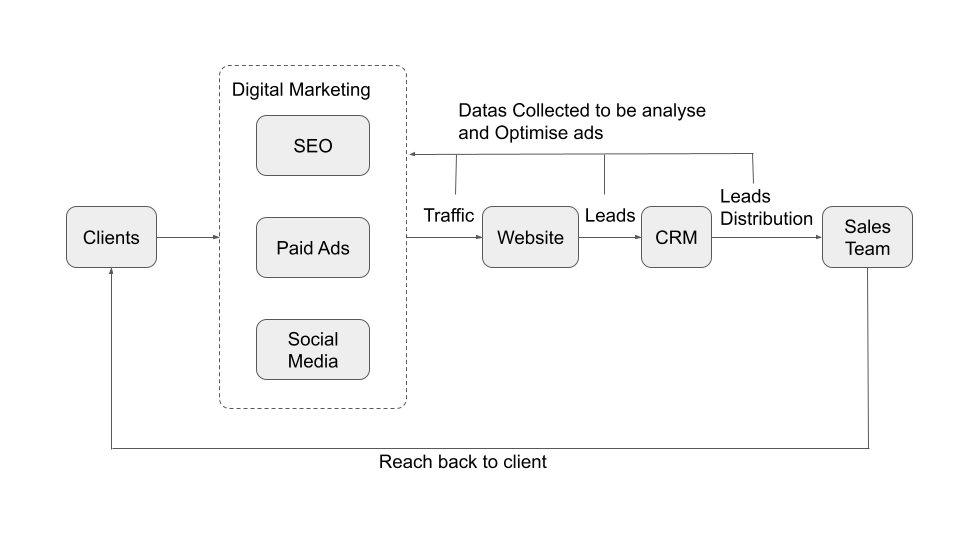 Digital Marketing
SEO
Paid Ads
Social
Media
Clients
Datas Collected to be analyse
and Optimise ads
Traffic
Website
Leads
CRM
Leads
Distribution
Sales
Team
Reach back to client